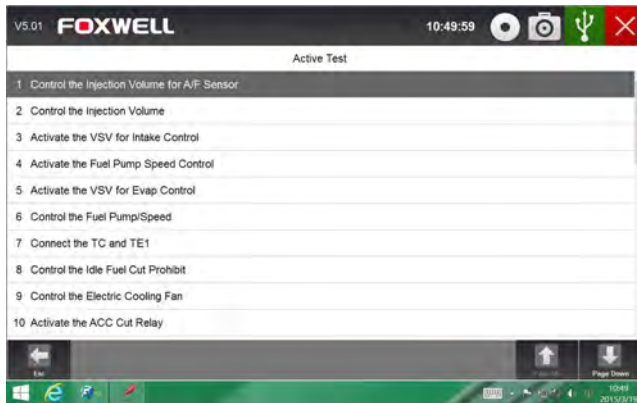 V5.01 FOXWELL 10:49:59
Active Test
1 Control the Injection Volume for A/F Sensor
2 Control the Injection Volume
3 Activate the VSV for Intake Control
4 Activate the Fuel Pump Speed Control
5 Activate the VSV for Evap Control
6 Control the Fuel Pump/Speed
7 Connect the TC and TE1
8 Control the Idle Fuel Cut Prohibit
9 Control the Electric Cooling Fan
10 Activate the ACC Cut Relay
Esc Page Down
10:49
2015/3/19